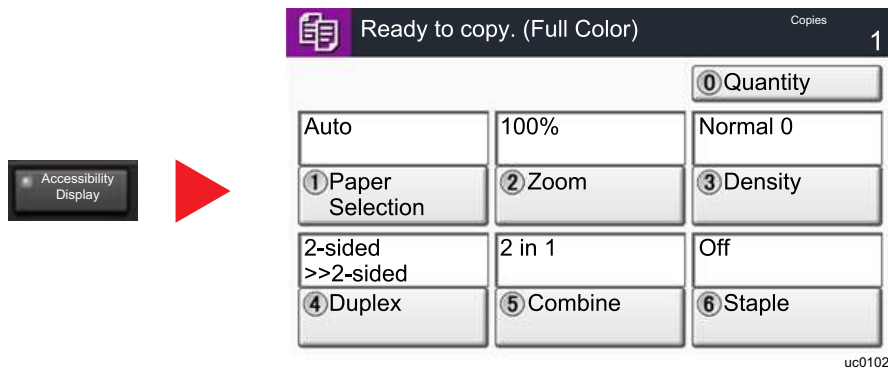 Accessibility
Display
Ready to copy. (Full Color)
Copies
1
0 Quantity
Auto
100%
Normal 0
1 Paper
Selection
2 Zoom
3 Density
2-sided
>>2-sided
2 in 1
Off
4 Duplex
5 Combine
6 Staple
uc0102